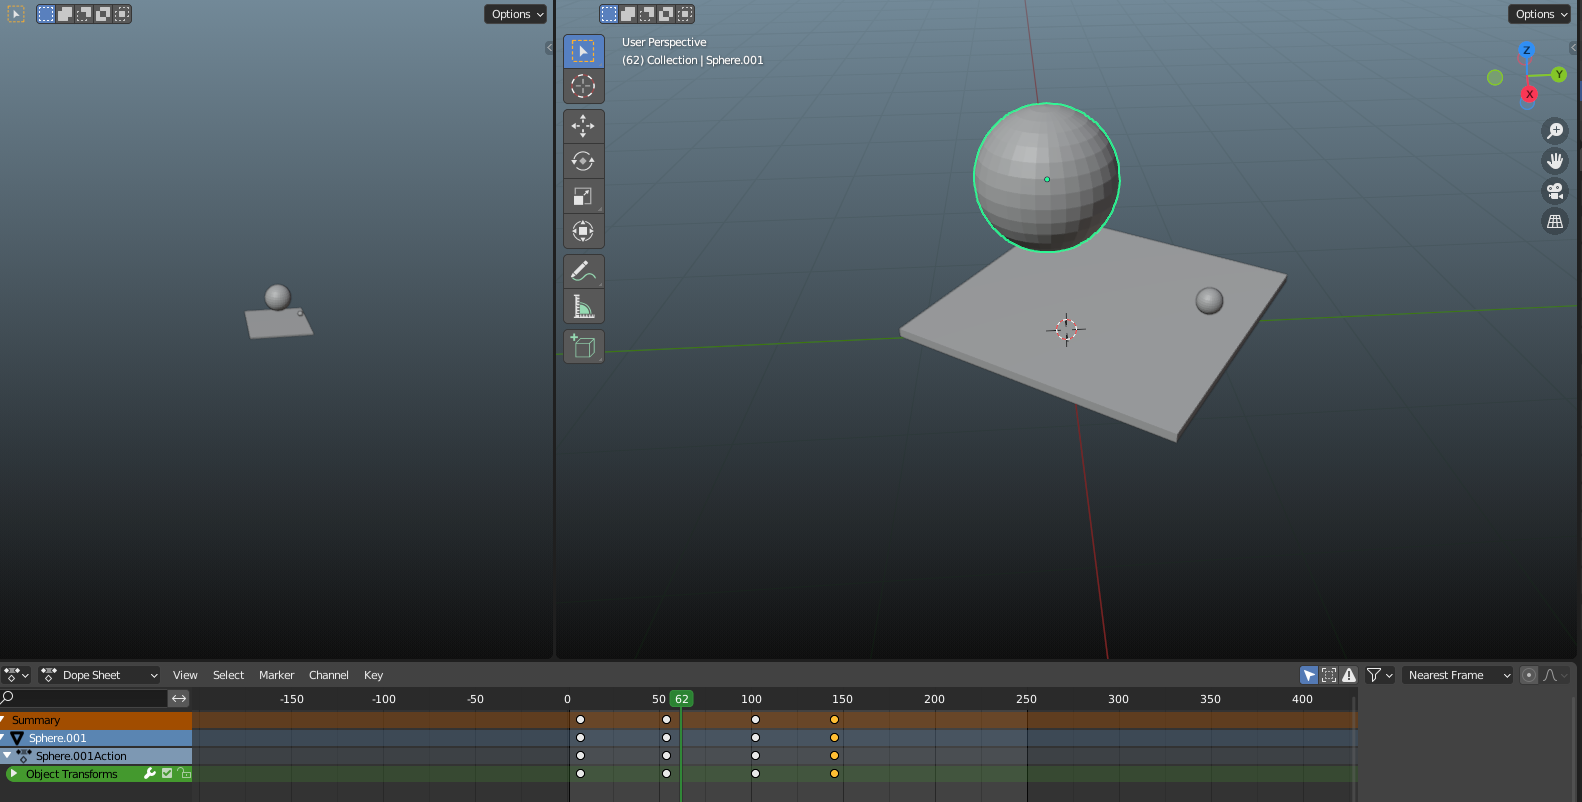 Options
Options
User Perspective
(62) Collection | Sphere.001
Z
Y
X
Dope Sheet View Select Marker Channel Key Nearest Frame
-150 -100 -50 0 50 62 100 150 200 250 300 350 400
Summary
Sphere.001
Sphere.001Action
Object Transforms